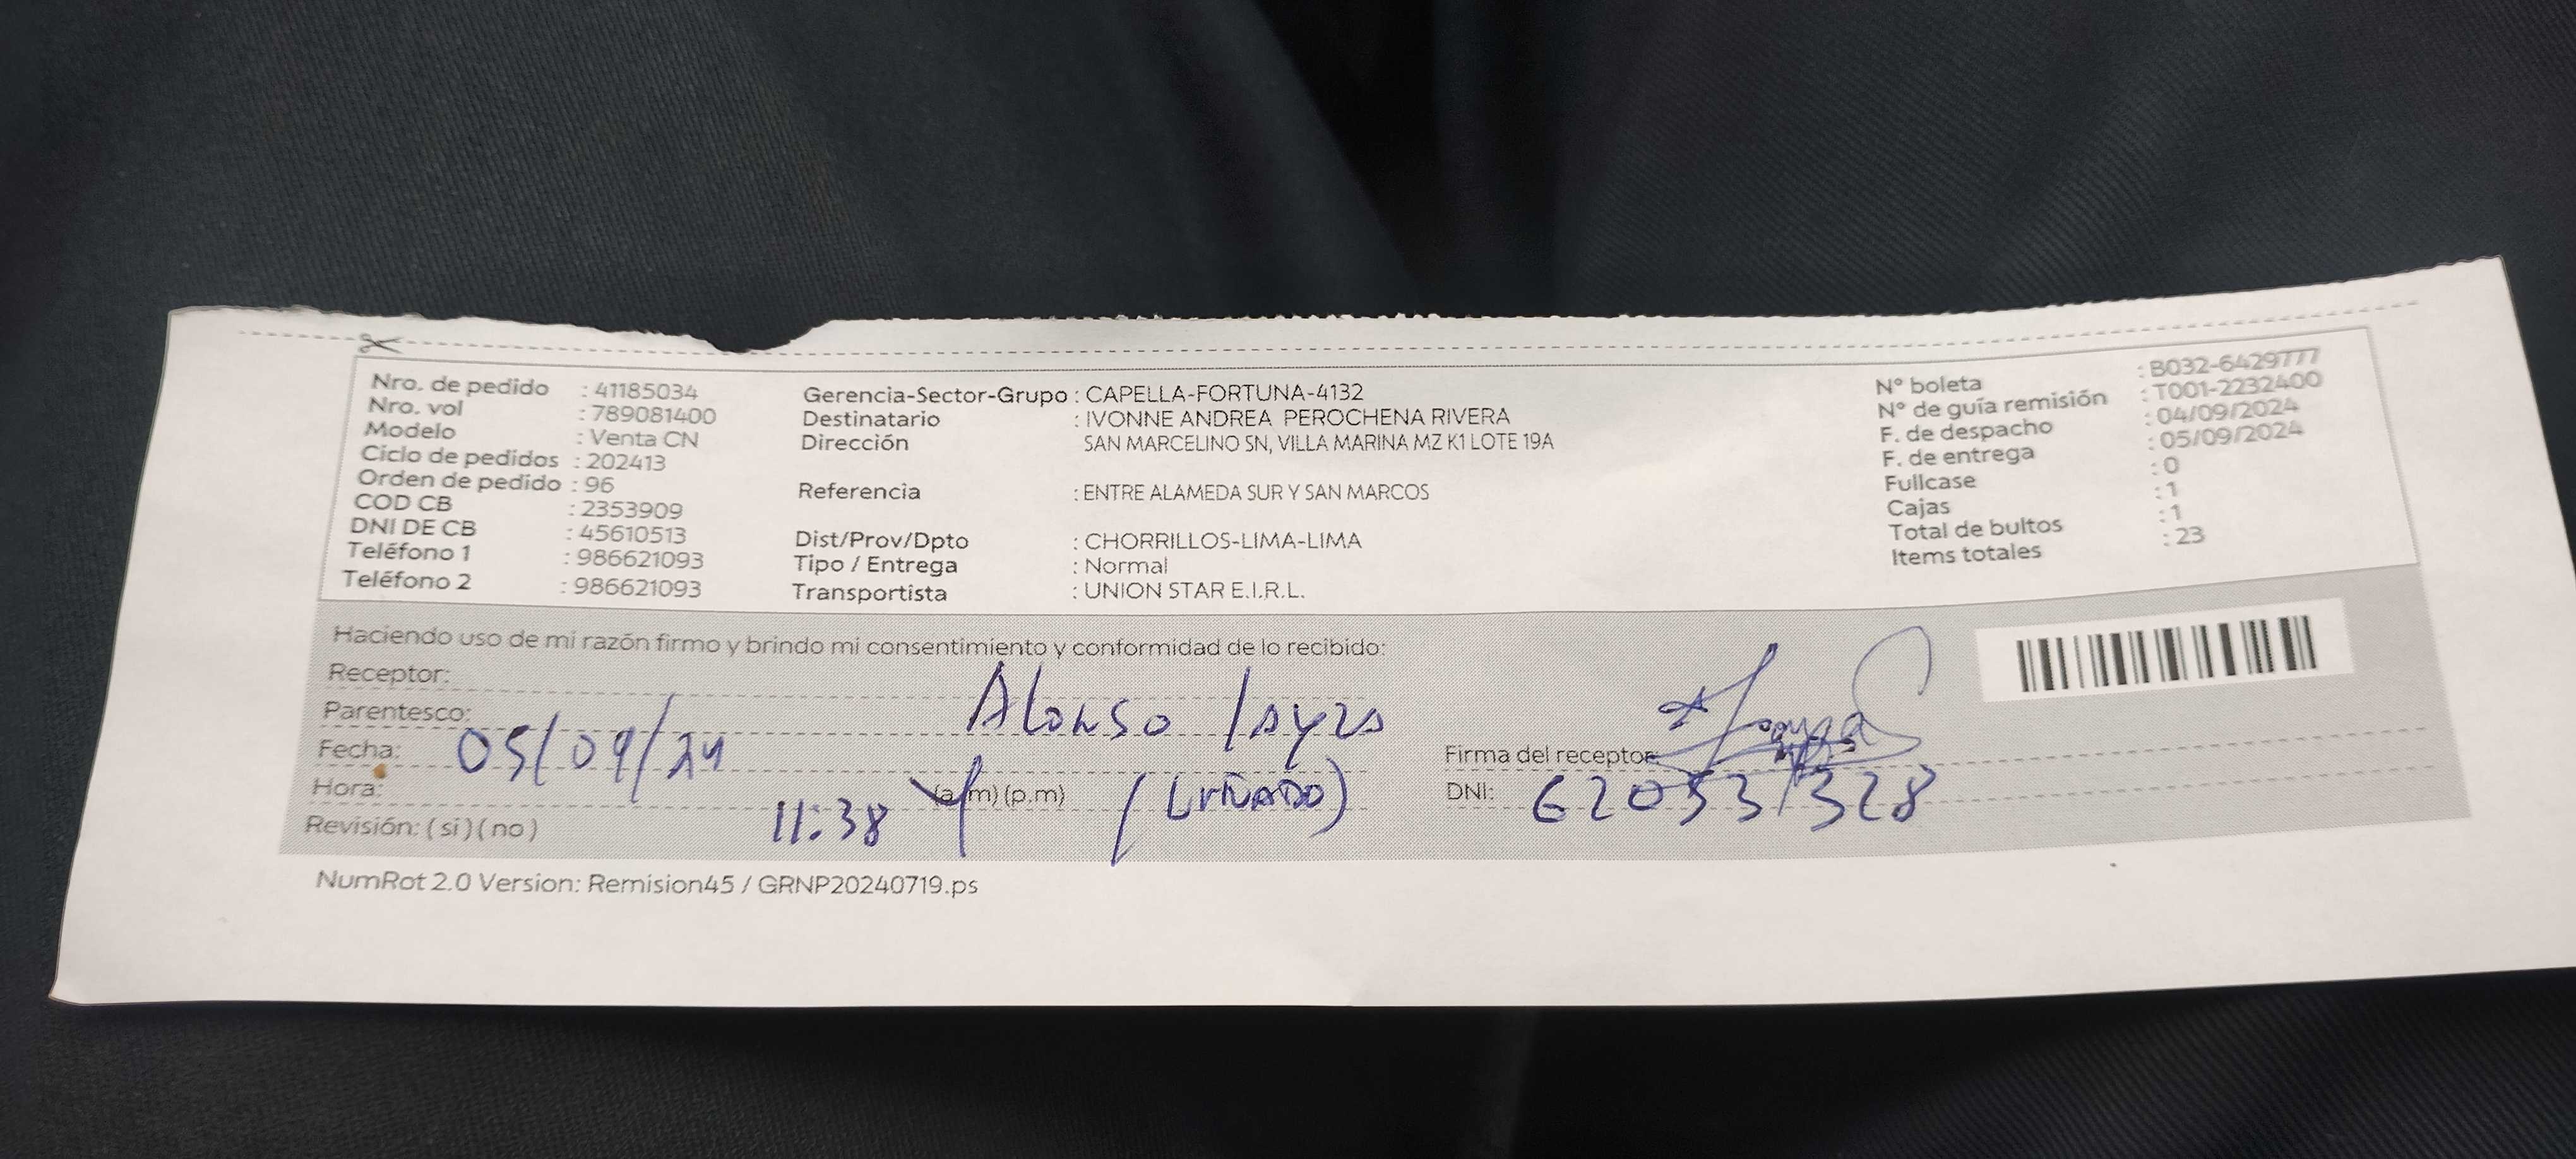 Nro. de pedido : 41185034
Nro. vol : 789081400
Modelo : Venta CN
Ciclo de pedidos : 202413
Orden de pedido : 96
COD CB : 2353909
DNI DE CB : 45610513
Teléfono 1 : 986621093
Teléfono 2 : 986621093
Gerencia-Sector-Grupo : CAPELLA-FORTUNA-4132
Destinatario : IVONNE ANDREA PEROCHENA RIVERA
Dirección SAN MARCELINO SN, VILLA MARINA MZ K1 LOTE 19A
Referencia : ENTRE ALAMEDA SUR Y SAN MARCOS
Dist/Prov/Dpto : CHORRILLOS-LIMA-LIMA
Tipo / Entrega : Normal
Transportista : UNION STAR E.I.R.L.
N° boleta : B032-6429777
N° de guía remisión : T001-2232400
F. de despacho : 04/09/2024
F. de entrega : 05/09/2024
Fullcase : 0
Cajas : 1
Total de bultos : 1
Items totales : 23
Haciendo uso de mi razón firmo y brindo mi consentimiento y conformidad de lo recibido:
Receptor:
Alonso
Parentesco:
Fecha: 05/09/24
Hora: 11:38 (a.m) (p.m)
Revisión: ( si ) ( no )
Firma del receptor:
DNI: 62053328
NumRot 2.0 Version: Remision45 / GRNP20240719.ps